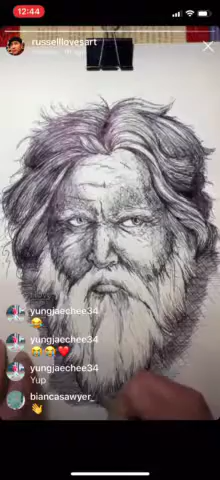 12:44
russelllovesart
yungjaechee34
😂
yungjaechee34
😂😂❤️
yungjaechee34
Yup
biancasawyer_
👋